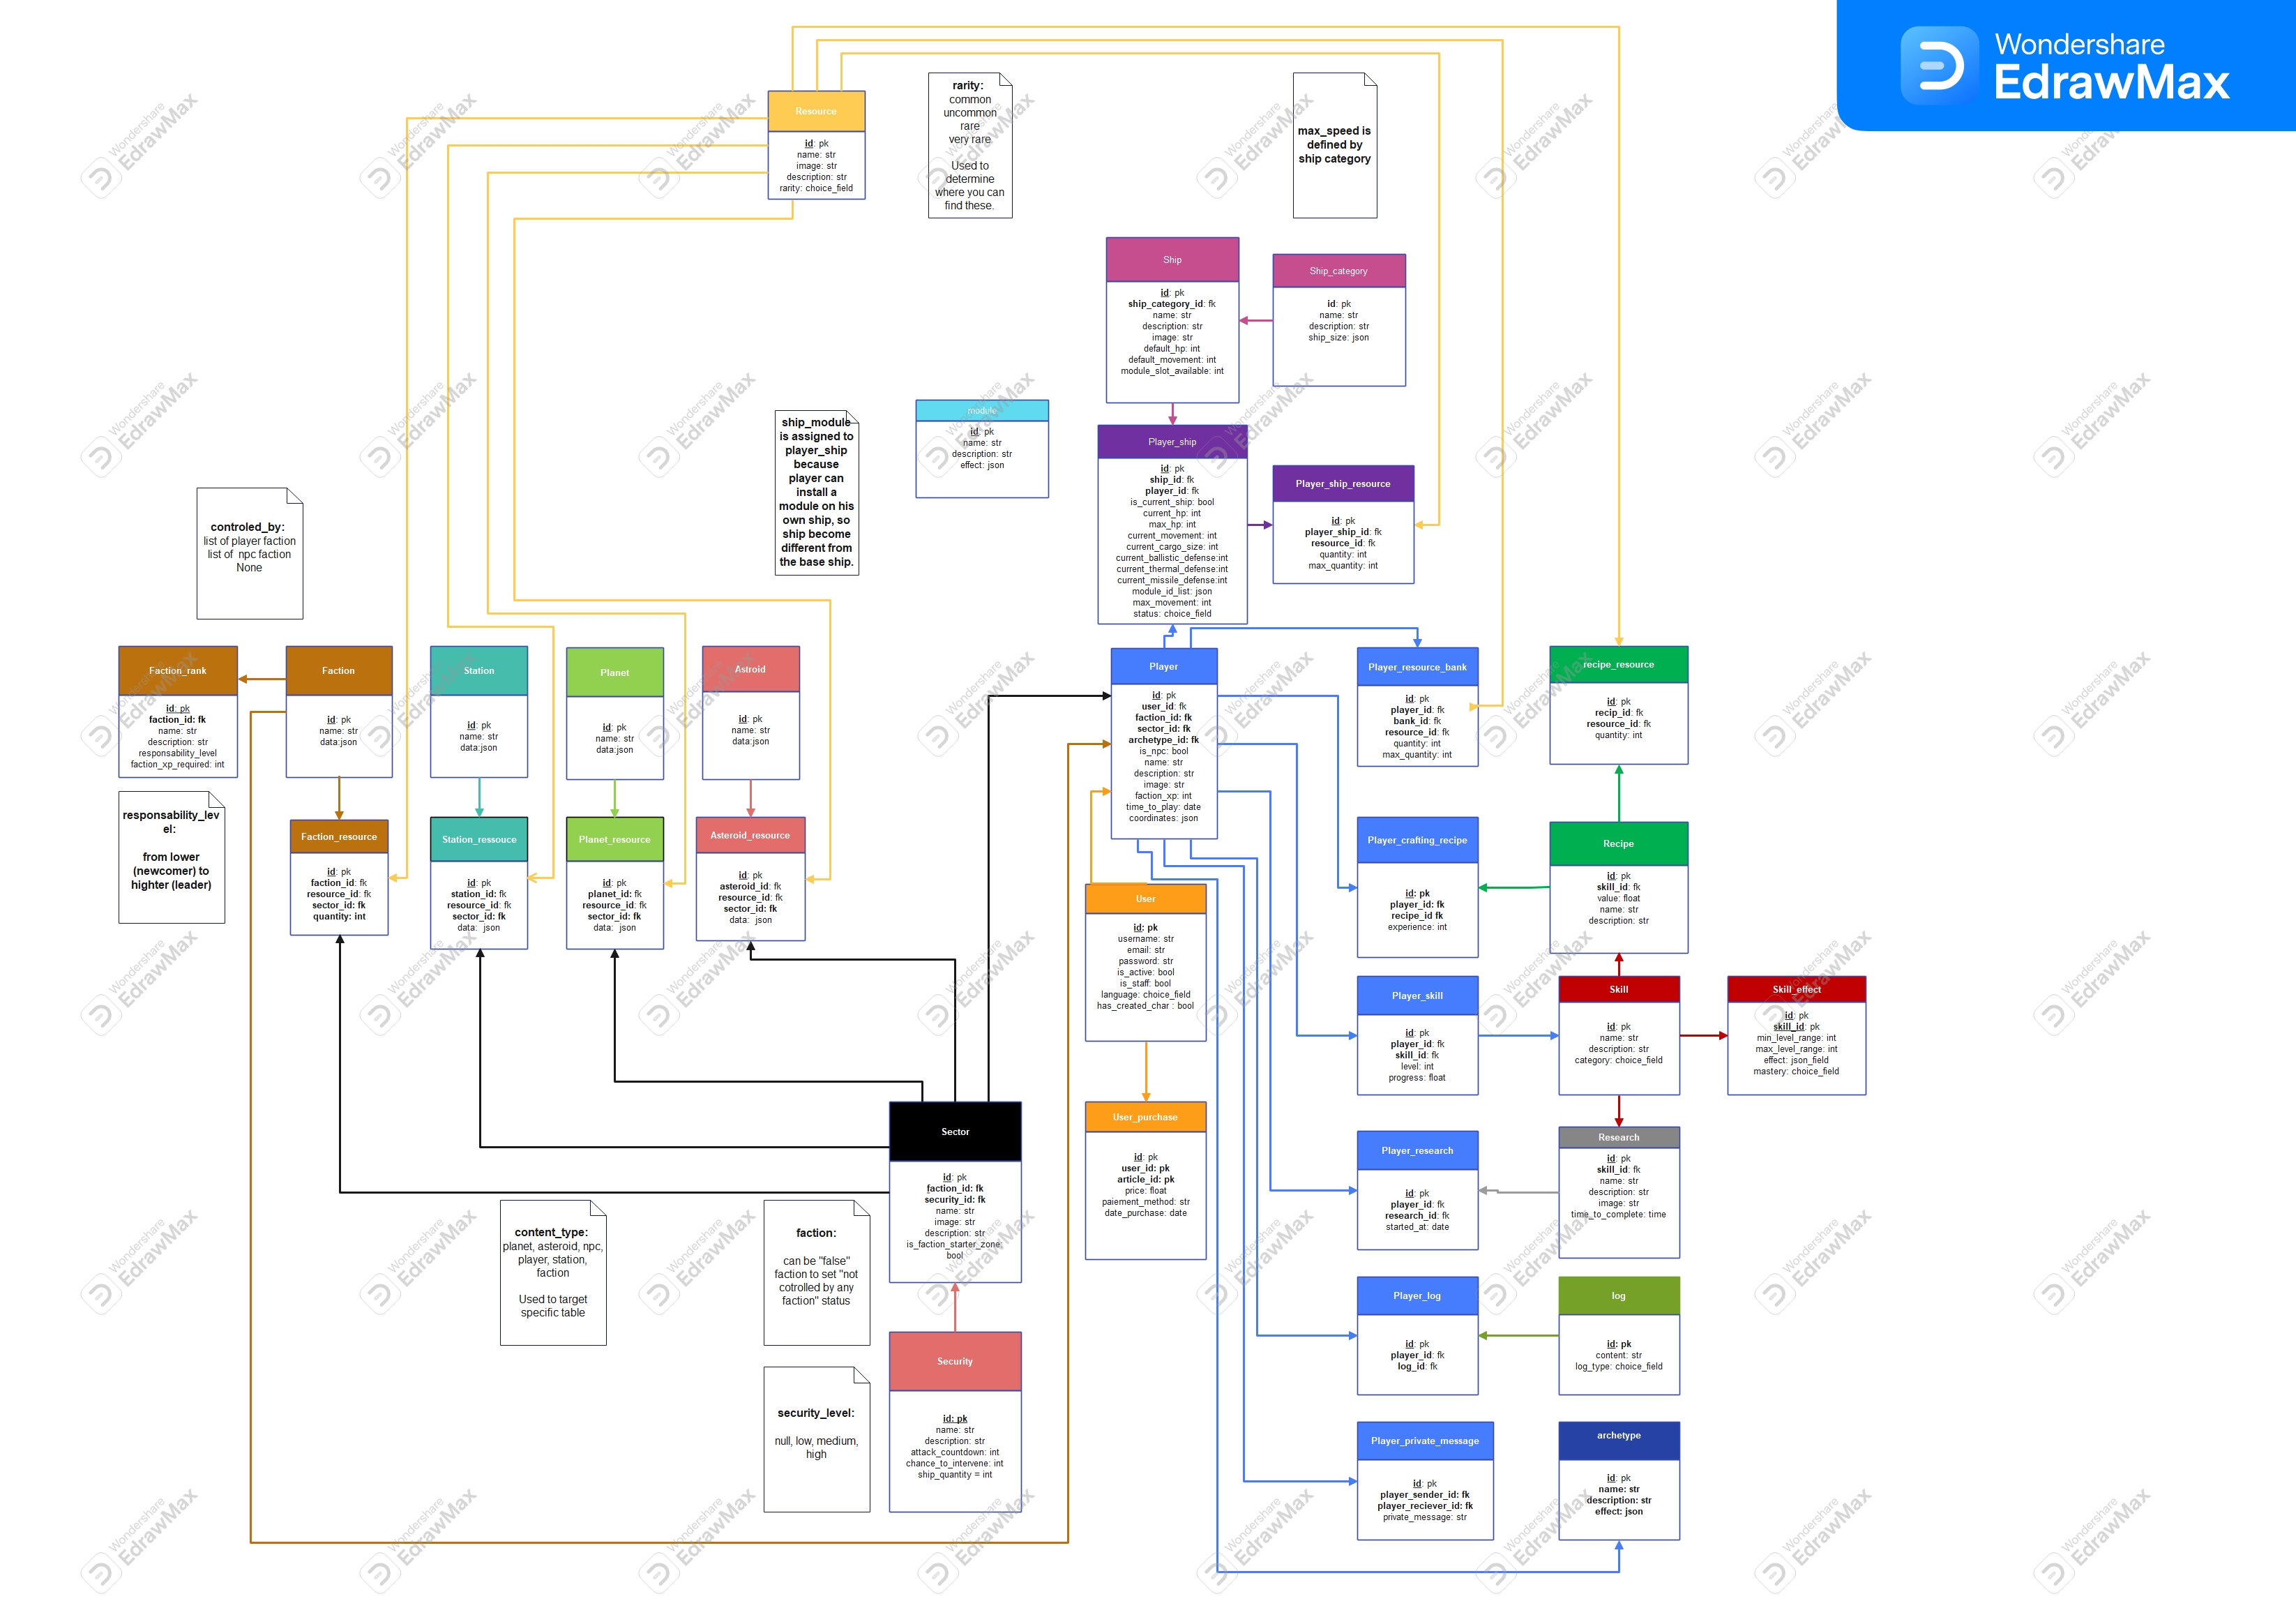 Wondershare
EdrawMax
Resource
id: pk
name: str
image: str
description: str
rarity: choice_field
rarity:
common
uncommon
rare
very rare
Used to
determine
where you can
find these.
max_speed is
defined by
ship category
Ship
id: pk
ship_category_id: fk
name: str
description: str
image: str
default_hp: int
default_movement: int
module_slot_available: int
Ship_category
id: pk
name: str
description: str
ship_size: json
module
id: pk
name: str
description: str
effect: json
ship_module
is assigned to
player_ship
because
player can
install a
module on his
own ship, so
ship become
different from
the base ship.
Player_ship
id: pk
ship_id: fk
player_id: fk
is_current_ship: bool
current_hp: int
max_hp: int
current_movement: int
current_cargo_size: int
current_ballistic_defense:int
current_thermal_defense:int
current_missile_defense:int
module_id_list: json
max_movement: int
status: choice_field
Player_ship_resource
id: pk
player_ship_id: fk
resource_id: fk
quantity: int
max_quantity: int
controled_by:
list of player faction
list of npc faction
None
Faction_rank
id: pk
faction_id: fk
name: str
description: str
responsability_level
faction_xp_required: int
Faction
id: pk
name: str
data:json
Station
id: pk
name: str
data:json
Planet
id: pk
name: str
data:json
Astroid
id: pk
name: str
data:json
Player
id: pk
user_id: fk
faction_id: fk
sector_id: fk
archetype_id: fk
is_npc: bool
name: str
description: str
image: str
faction_xp: int
time_to_play: date
coordinates: json
Player_resource_bank
id: pk
player_id: fk
bank_id: fk
resource_id: fk
quantity: int
max_quantity: int
recipe_resource
id: pk
recip_id: fk
resource_id: fk
quantity: int
responsability_lev
el:
from lower
(newcomer) to
highter (leader)
Faction_resource
id: pk
faction_id: fk
resource_id: fk
sector_id: fk
quantity: int
Station_ressouce
id: pk
station_id: fk
resource_id: fk
sector_id: fk
data: json
Planet_resource
id: pk
planet_id: fk
resource_id: fk
sector_id: fk
data: json
Asteroid_resource
id: pk
asteroid_id: fk
resource_id: fk
sector_id: fk
data: json
Player_crafting_recipe
id: pk
player_id: fk
recipe_id fk
experience: int
Recipe
id: pk
skill_id: fk
value: float
name: str
description: str
User
id: pk
username: str
email: str
password: str
is_active: bool
is_staff: bool
language: choice_field
has_created_char : bool
Player_skill
id: pk
player_id: fk
skill_id: fk
level: int
progress: float
Skill
id: pk
name: str
description: str
category: choice_field
Skill_effect
id: pk
skill_id: pk
min_level_range: int
max_level_range: int
effect: json_field
mastery: choice_field
Sector
id: pk
faction_id: fk
security_id: fk
name: str
image: str
description: str
is_faction_starter_zone:
bool
User_purchase
id: pk
user_id: pk
article_id: pk
price: float
paiement_method: str
date_purchase: date
Player_research
id: pk
player_id: fk
research_id: fk
started_at: date
Research
id: pk
skill_id: fk
name: str
description: str
image: str
time_to_complete: time
content_type:
planet, asteroid, npc,
player, station,
faction
Used to target
specific table
faction:
can be "false"
faction to set "not
cotrolled by any
faction" status
Player_log
id: pk
player_id: fk
log_id: fk
log
id: pk
content: str
log_type: choice_field
security_level:
null, low, medium,
high
Security
id: pk
name: str
description: str
attack_countdown: int
chance_to_intervene: int
ship_quantity = int
Player_private_message
id: pk
player_sender_id: fk
player_reciever_id: fk
private_message: str
archetype
id: pk
name: str
description: str
effect: json